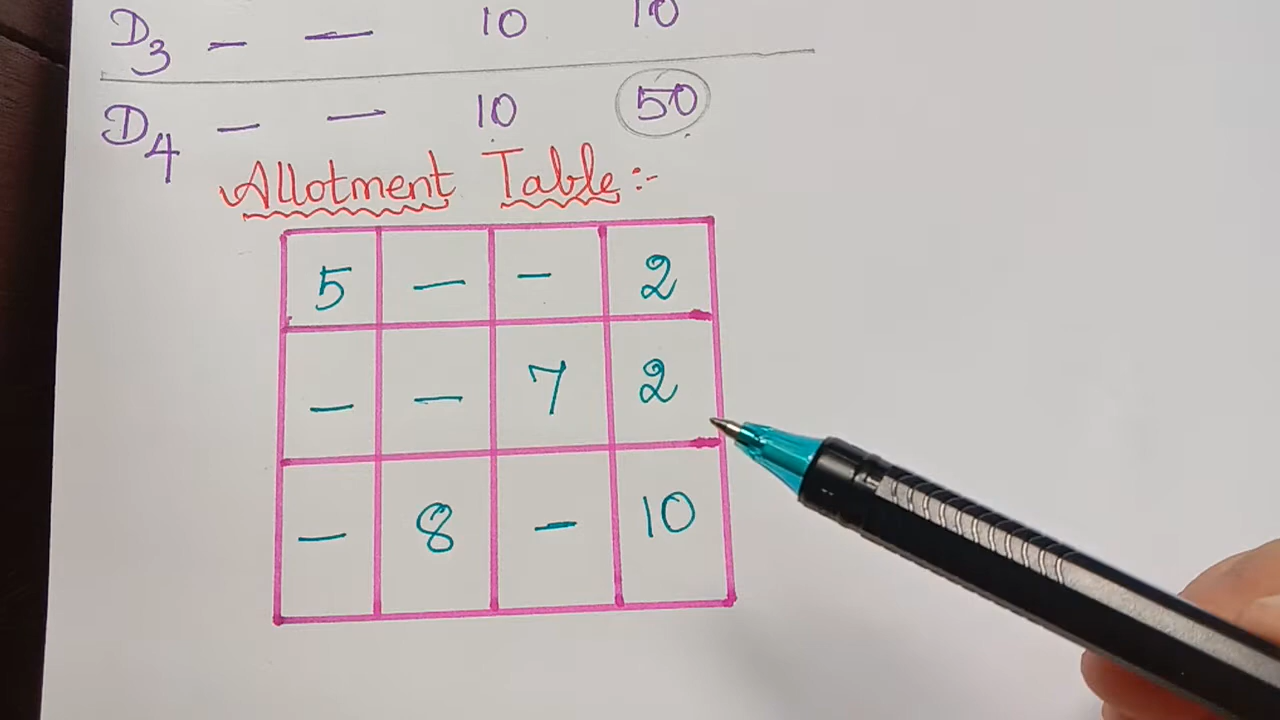 D3 — — 10 10
D4 — — 10 50
Allotment Table:-
5 — - 2
— — 7 2
— 8 - 10